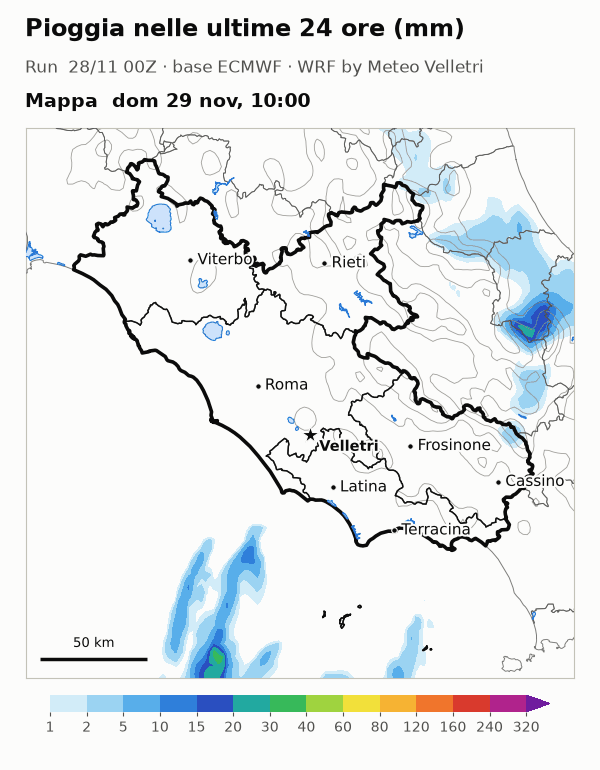 Pioggia nelle ultime 24 ore (mm)
Run 28/11 00Z · base ECMWF · WRF by Meteo Velletri
Mappa dom 29 nov, 10:00
Viterbo
Rieti
Roma
Velletri
Frosinone
Latina
Cassino
Terracina
50 km
1 2 5 10 15 20 30 40 60 80 120 160 240 320